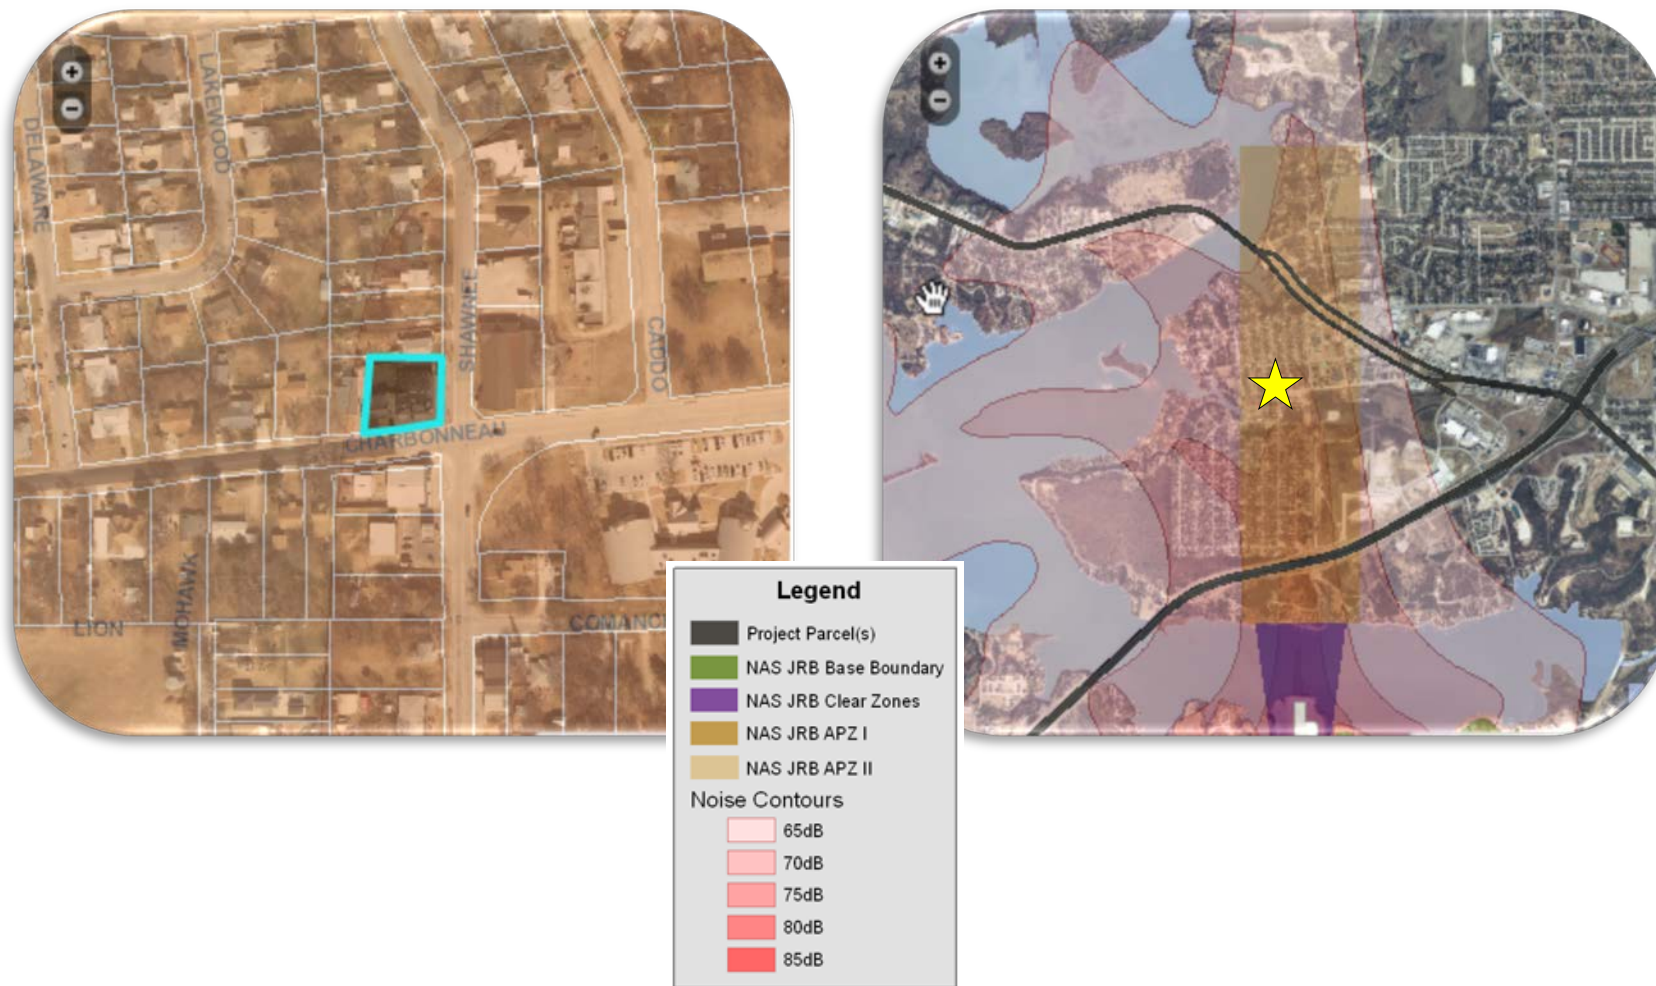 LAKEWOOD
DELAWARE
SHAWNEE
CADDO
CHARBONNEAU
MOHAWK
LION
COMANC
Legend
Project Parcel(s)
NAS JRB Base Boundary
NAS JRB Clear Zones
NAS JRB APZ I
NAS JRB APZ II
Noise Contours
65dB
70dB
75dB
80dB
85dB